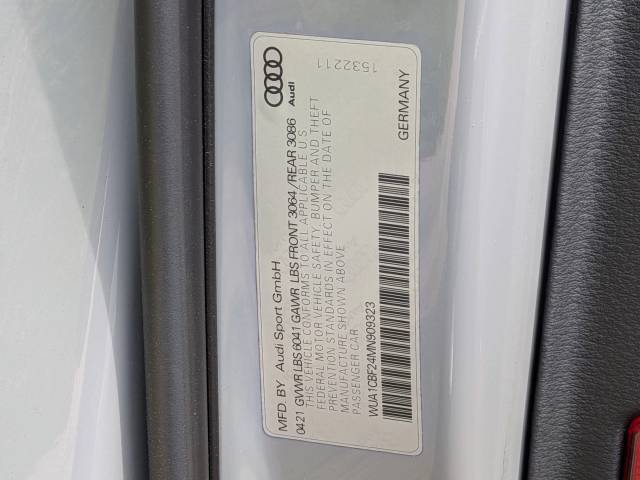 MFD. BY Audi Sport GmbH
0421 GVWR LBS 6041 GAWR LBS FRONT 3064 /REAR 3086
THIS VEHICLE CONFORMS TO ALL APPLICABLE U S
FEDERAL MOTOR VEHICLE SAFETY, BUMPER AND THEFT
PREVENTION STANDARDS IN EFFECT ON THE DATE OF
MANUFACTURE SHOWN ABOVE
PASSENGER CAR
WUA1CBF24MN909323
GERMANY
Audi
1532211